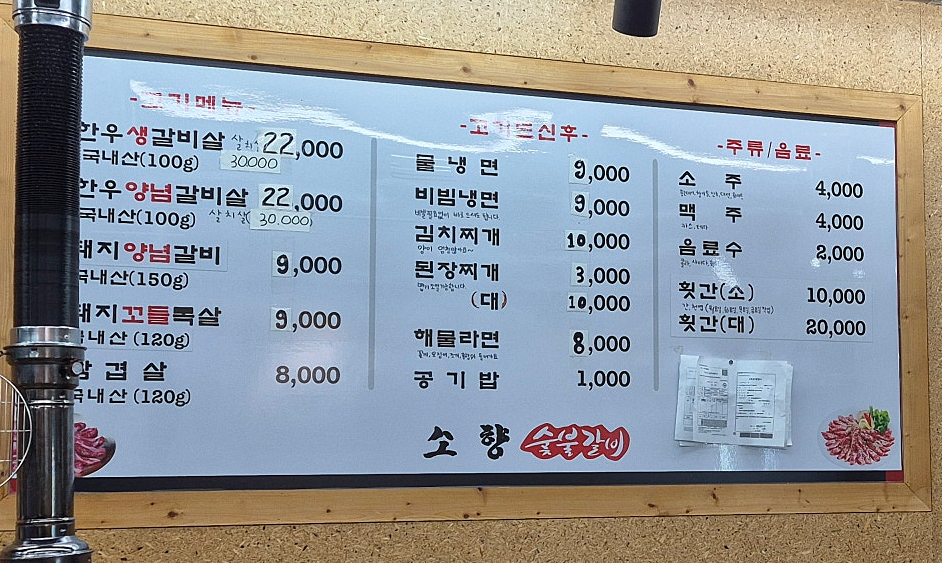 -고기메뉴-
한우생갈비살 살치살 22,000
국내산(100g) 30000
한우양념갈비살 22,000
국내산(100g) 살치살 30.000
돼지양념갈비 9,000
국내산(150g)
돼지꼬들목살 9,000
국내산(120g)
삼겹살 8,000
국내산(120g)
-고기드신후-
물냉면 9,000
비빔냉면 9,000
김치찌개 10,000
된장찌개 3,000
(대) 10,000
해물라면 8,000
공기밥 1,000
소향 숯불갈비
-주류/음료-
소주 4,000
맥주 4,000
음료수 2,000
횟간(소) 10,000
횟간(대) 20,000